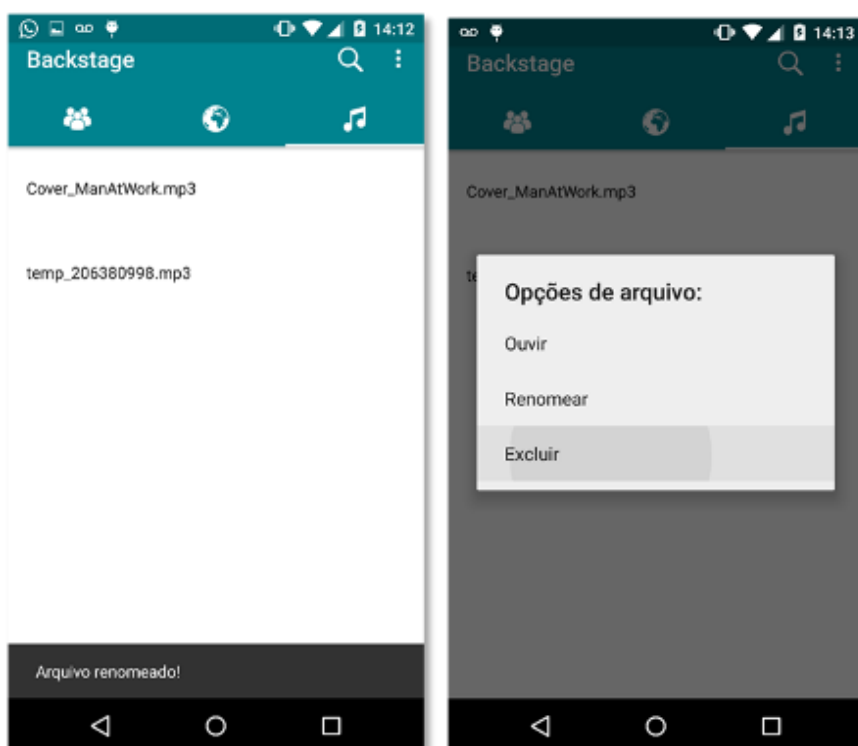 14:12
Backstage
Cover_ManAtWork.mp3
temp_206380998.mp3
Arquivo renomeado!
14:13
Backstage
Cover_ManAtWork.mp3
te
Opções de arquivo:
Ouvir
Renomear
Excluir